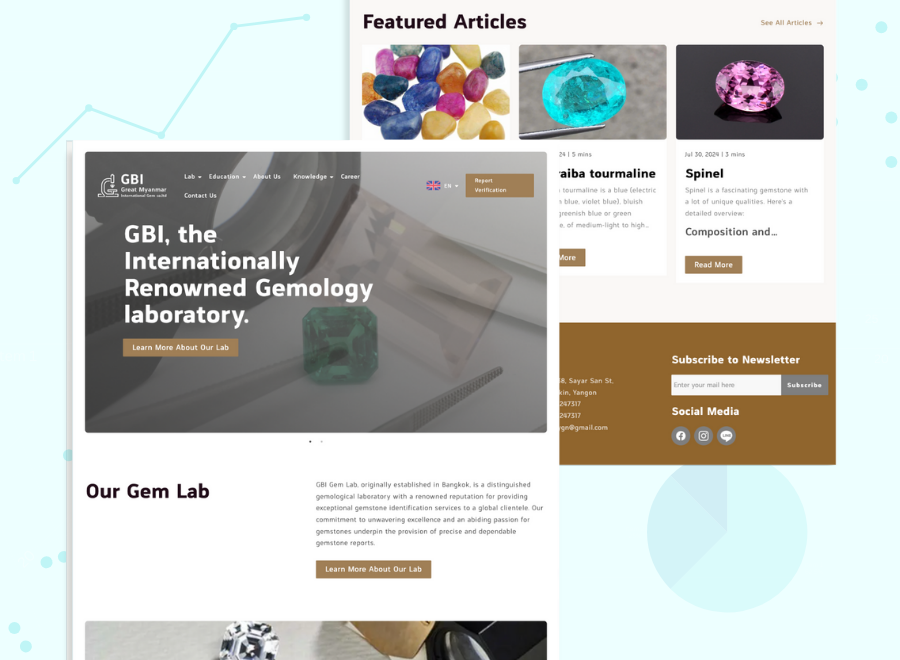 Featured Articles
See All Articles →
24 | 5 mins
Jul 30, 2024 | 3 mins
raiba tourmaline
Spinel
tourmaline is a blue (electric
n blue, violet blue), bluish
greenish blue or green
e, of medium-light to high...
Spinel is a fascinating gemstone with
a lot of unique qualities. Here's a
detailed overview:
Composition and...
More
Read More
GBI
Great Myanmar
International Gem
Lab
Education
About Us
Knowledge
Career
Contact Us
EN
Report
Verification
GBI, the
Internationally
Renowned Gemology
laboratory.
Learn More About Our Lab
Subscribe to Newsletter
Enter your mail here
Subscribe
Social Media
LINE
58, Sayar San St,
kin, Yangon
247317
247317
gn@gmail.com
Our Gem Lab
GBI Gem Lab, originally established in Bangkok, is a distinguished
gemological laboratory with a renowned reputation for providing
exceptional gemstone identification services to a global clientele. Our
commitment to unwavering excellence and an abiding passion for
gemstones underpin the provision of precise and dependable
gemstone reports.
Learn More About Our Lab